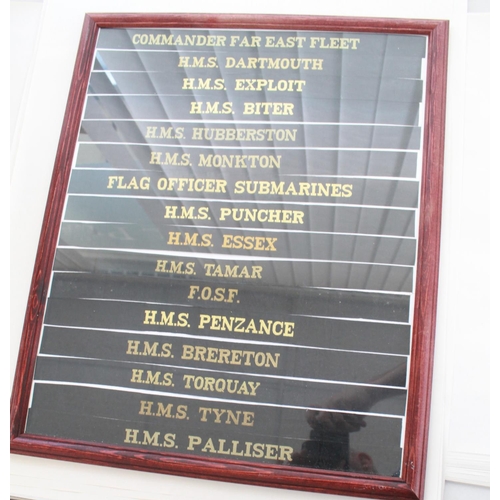 COMMANDER FAR EAST FLEET
H.M.S. DARTMOUTH
H.M.S. EXPLOIT
H.M.S. BITER
H.M.S. HUBBERSTON
H.M.S. MONKTON
FLAG OFFICER SUBMARINES
H.M.S. PUNCHER
H.M.S. ESSEX
H.M.S. TAMAR
F.O.S.F.
H.M.S. PENZANCE
H.M.S. BRERETON
H.M.S. TORQUAY
H.M.S. TYNE
H.M.S. PALLISER